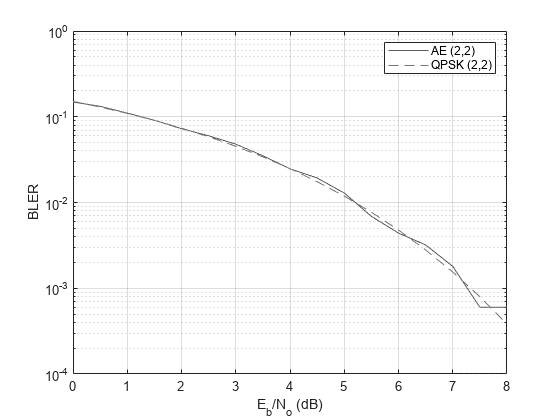 10^0
10^-1
10^-2
10^-3
10^-4
BLER
AE (2,2)
QPSK (2,2)
0 1 2 3 4 5 6 7 8
E_b/N_o (dB)